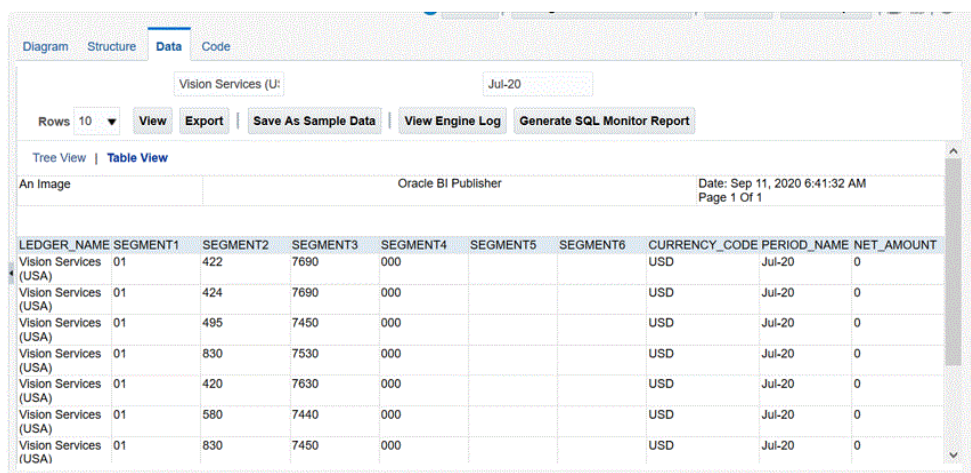 Diagram Structure Data Code
Vision Services (U: Jul-20
Rows 10 View Export | Save As Sample Data | View Engine Log Generate SQL Monitor Report
Tree View | Table View
An Image Oracle BI Publisher Date: Sep 11, 2020 6:41:32 AM
Page 1 Of 1
LEDGER_NAME SEGMENT1 SEGMENT2 SEGMENT3 SEGMENT4 SEGMENT5 SEGMENT6 CURRENCY_CODE PERIOD_NAME NET_AMOUNT
Vision Services 01 422 7690 000 USD Jul-20 0
(USA)
Vision Services 01 424 7690 000 USD Jul-20 0
(USA)
Vision Services 01 495 7450 000 USD Jul-20 0
(USA)
Vision Services 01 830 7530 000 USD Jul-20 0
(USA)
Vision Services 01 420 7630 000 USD Jul-20 0
(USA)
Vision Services 01 580 7440 000 USD Jul-20 0
(USA)
Vision Services 01 830 7450 000 USD Jul-20 0
(USA)